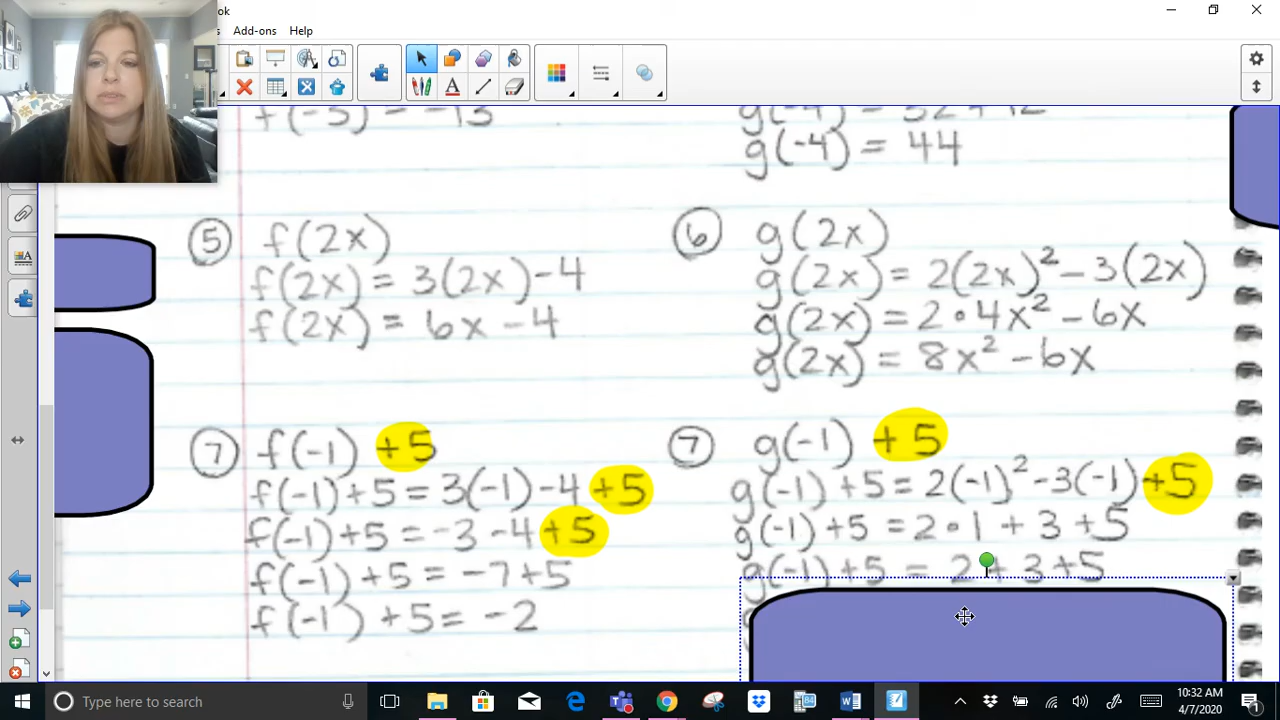 ok
Add-ons Help
f(-3) = -13
g(-4) = 32 + 12
g(-4) = 44
5 f(2x)
f(2x) = 3(2x) - 4
f(2x) = 6x - 4
6 g(2x)
g(2x) = 2(2x)² - 3(2x)
g(2x) = 2 • 4x² - 6x
g(2x) = 8x² - 6x
7 f(-1) +5
f(-1) + 5 = 3(-1) - 4 +5
f(-1) + 5 = -3 - 4 +5
f(-1) + 5 = -7 + 5
f(-1) + 5 = -2
7 g(-1) + 5
g(-1) + 5 = 2(-1)² - 3(-1) +5
g(-1) + 5 = 2 • 1 + 3 + 5
g(-1) + 5 = 2 + 3 + 5
Type here to search
10:32 AM
4/7/2020